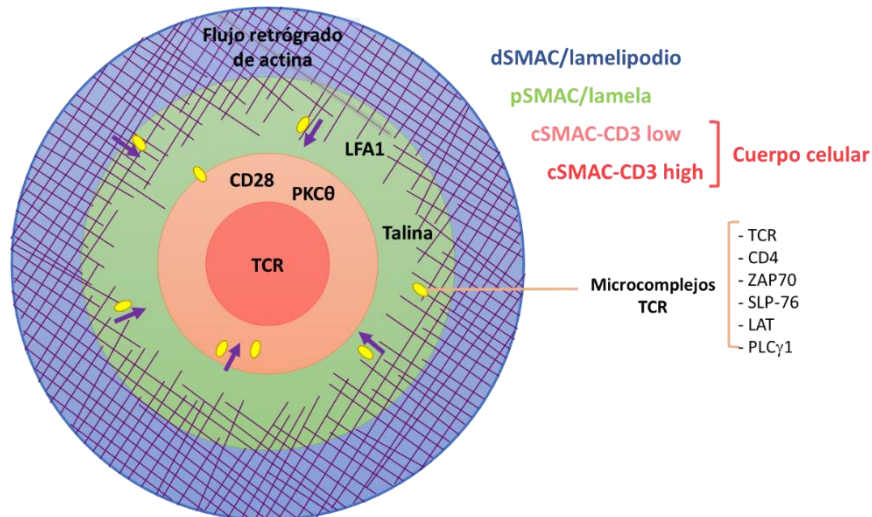 Flujo retrógrado
de actina
LFA1
CD28
PKCθ
Talina
TCR
dSMAC/lamelipodio
pSMAC/lamela
cSMAC-CD3 low
cSMAC-CD3 high
Cuerpo celular
Microcomplejos
TCR
- TCR
- CD4
- ZAP70
- SLP-76
- LAT
- PLCγ1